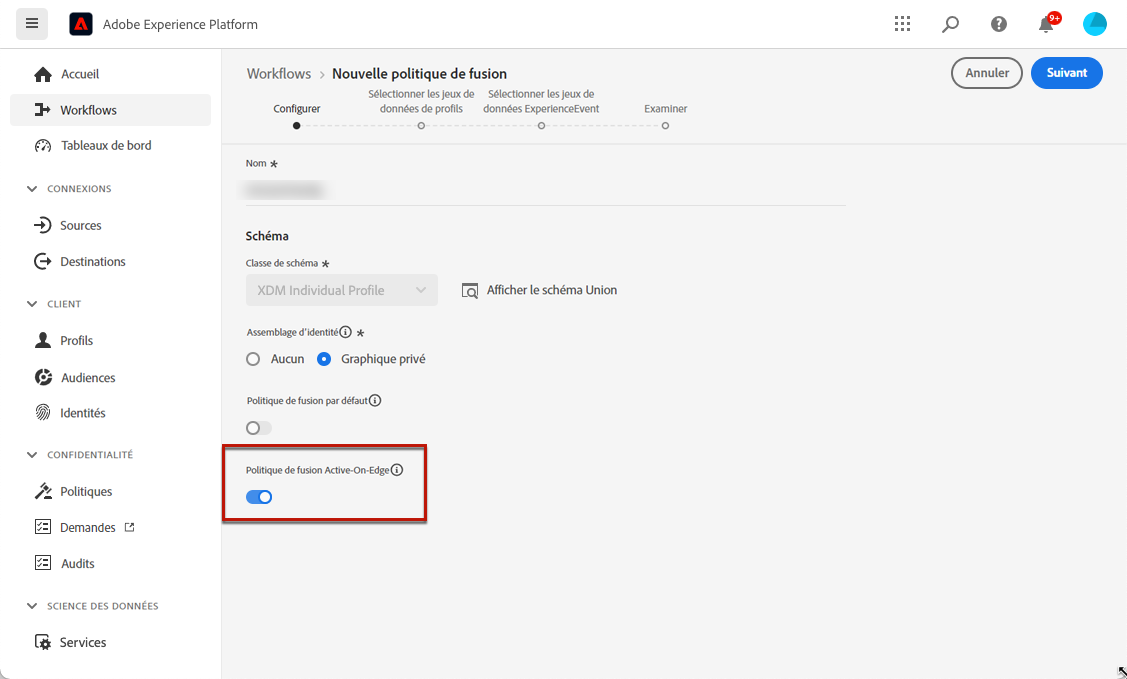 Adobe Experience Platform
9+
Accueil
Workflows
Tableaux de bord
CONNEXIONS
Sources
Destinations
CLIENT
Profils
Audiences
Identités
CONFIDENTIALITÉ
Politiques
Demandes
Audits
SCIENCE DES DONNÉES
Services
Workflows > Nouvelle politique de fusion
Annuler
Suivant
Configurer
Sélectionner les jeux de
données de profils
Sélectionner les jeux de
données ExperienceEvent
Examiner
Nom *
Schéma
Classe de schéma *
XDM Individual Profile
Afficher le schéma Union
Assemblage d'identité *
Aucun
Graphique privé
Politique de fusion par défaut
Politique de fusion Active-On-Edge